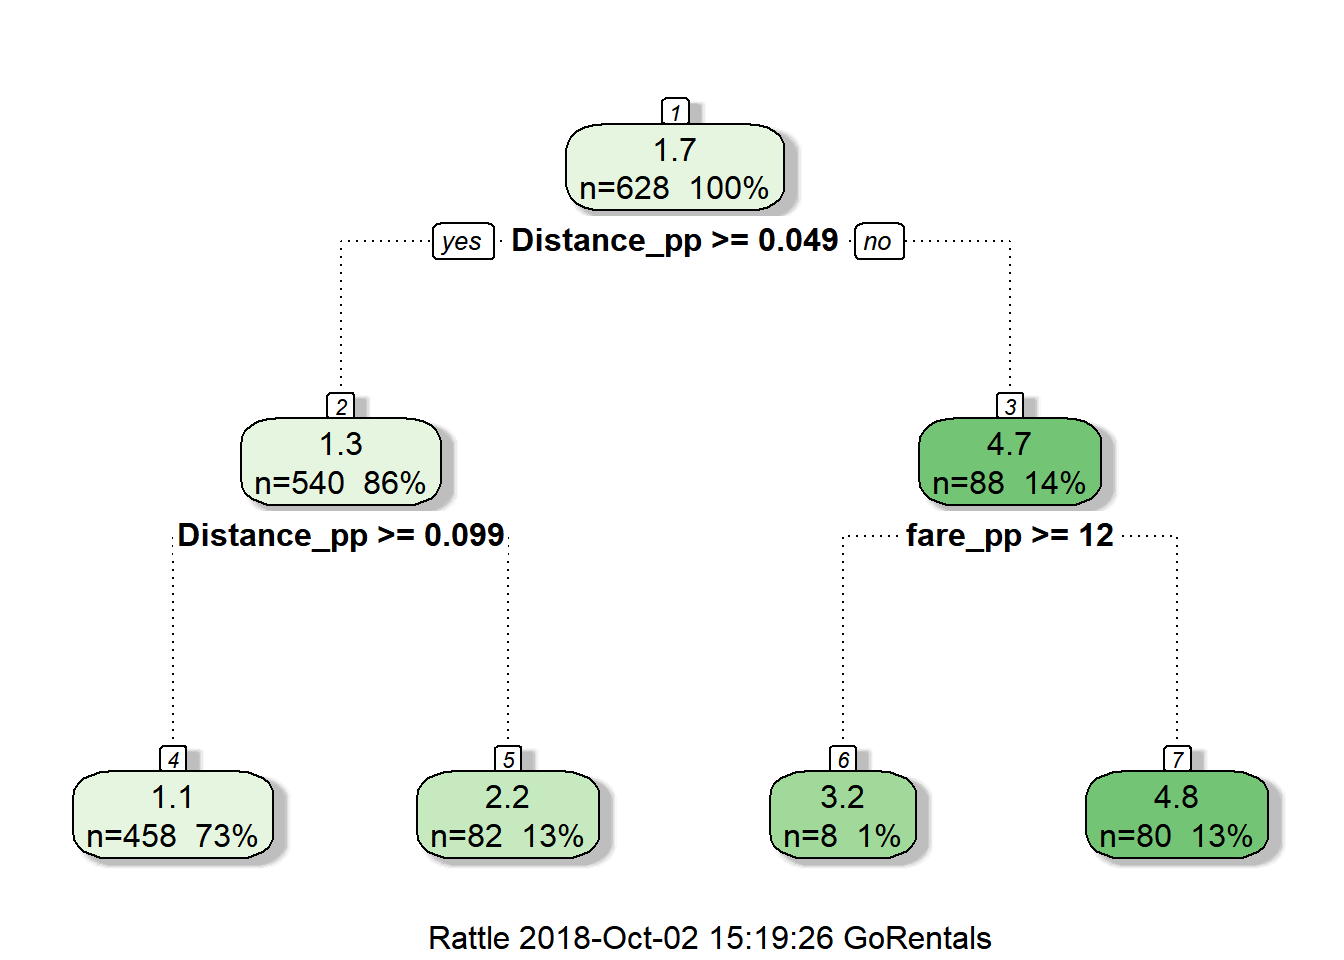 1
1.7
n=628 100%
yes Distance_pp >= 0.049 no
2 3
1.3 4.7
n=540 86% n=88 14%
Distance_pp >= 0.099 fare_pp >= 12
4 5 6 7
1.1 2.2 3.2 4.8
n=458 73% n=82 13% n=8 1% n=80 13%
Rattle 2018-Oct-02 15:19:26 GoRentals